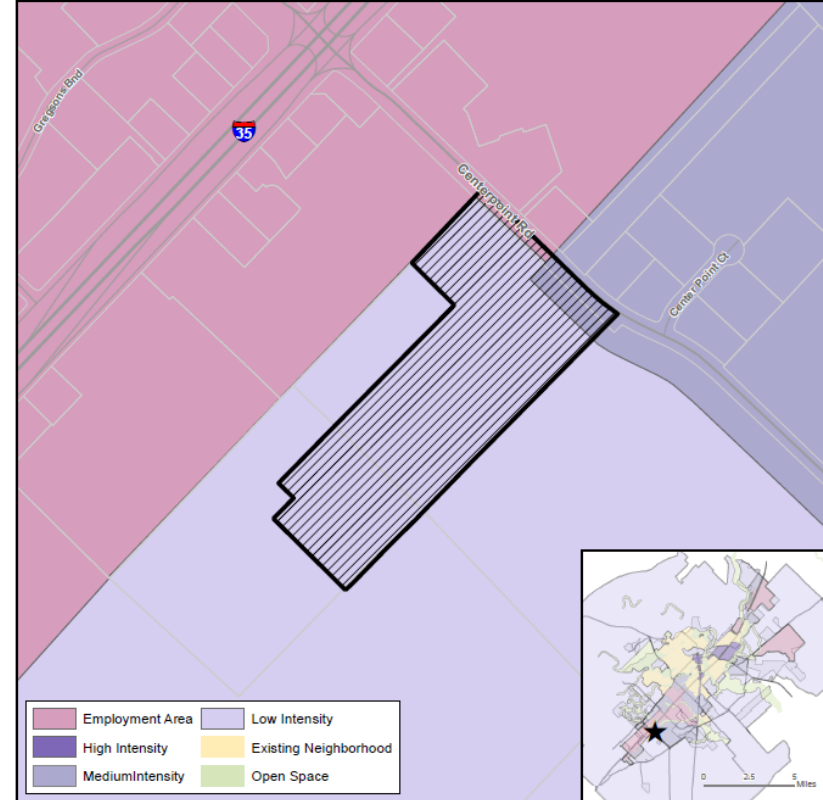 Gregsons Bnd
35
Centerpoint Rd
Center Point Ct
Employment Area
High Intensity
MediumIntensity
Low Intensity
Existing Neighborhood
Open Space
0 2.5 5
Miles